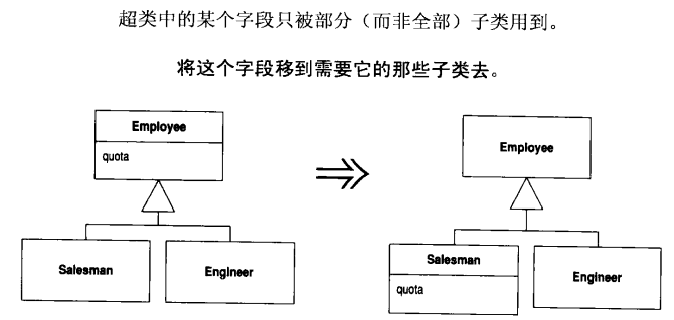 超类中的某个字段只被部分（而非全部）子类用到。
将这个字段移到需要它的那些子类去。
Employee
quota
Salesman
Engineer
Employee
Salesman
quota
Engineer